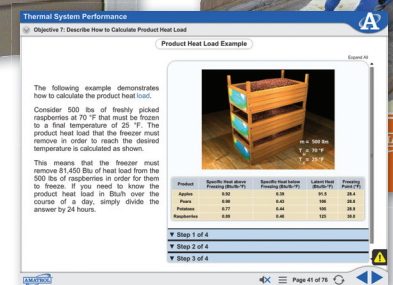 Thermal System Performance
Objective 7: Describe How to Calculate Product Heat Load
Product Heat Load Example
Expand All
The following example demonstrates
how to calculate the product heat load.
Consider 500 lbs of freshly picked
raspberries at 70 °F that must be frozen
to a final temperature of 25 °F. The
product heat load that the freezer must
remove in order to reach the desired
temperature is calculated as shown.
This means that the freezer must
remove 81,450 Btu of heat load from the
500 lbs of raspberries in order for them
to freeze. If you need to know the
product heat load in Btu/h over the
course of a day, simply divide the
answer by 24 hours.
m = 500 lbs
= 70 °F
= 25 °F
Product Specific Heat above Freezing (Btu/lb-°F) Specific Heat below Freezing (Btu/lb-°F) Latent Heat (Btu/lb) Freezing Point (°F)
Apples 0.92 0.39 91.5 28.4
Pears 0.90 0.43 106 28.0
Potatoes 0.77 0.44 105 28.9
Raspberries 0.89 0.46 125 30.0
Step 1 of 4
Step 2 of 4
Step 3 of 4
AMATROL
Page 41 of 76